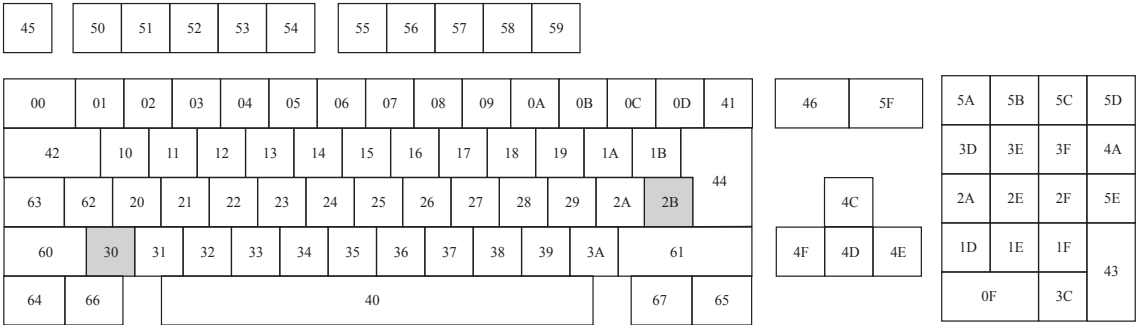 45 50 51 52 53 54 55 56 57 58 59
00 01 02 03 04 05 06 07 08 09 0A 0B 0C 0D 41 46 5F 5A 5B 5C 5D
42 10 11 12 13 14 15 16 17 18 19 1A 1B 44 3D 3E 3F 4A
63 62 20 21 22 23 24 25 26 27 28 29 2A 2B 4C 2A 2E 2F 5E
60 30 31 32 33 34 35 36 37 38 39 3A 61 4F 4D 4E 1D 1E 1F 43
64 66 40 67 65 0F 3C